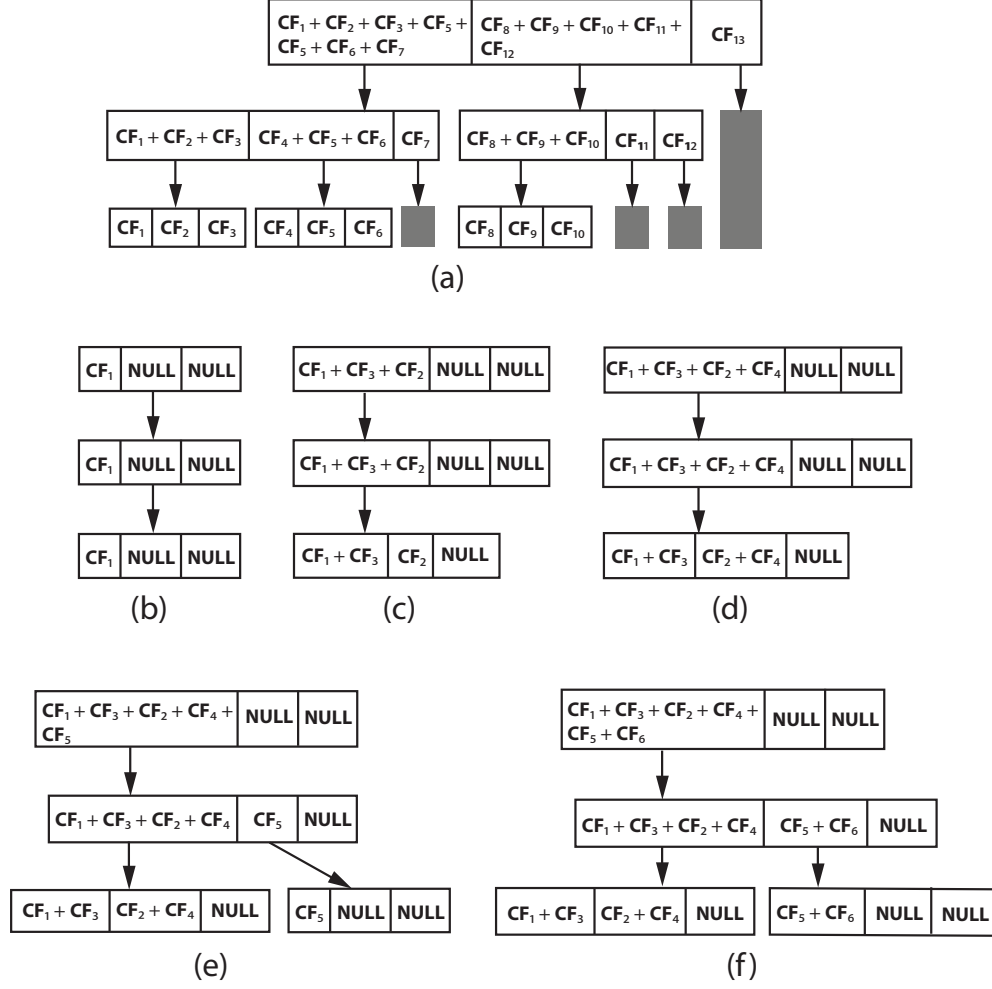 CF₁ + CF₂ + CF₃ + CF₅ +
CF₅ + CF₆ + CF₇
CF₈ + CF₉ + CF₁₀ + CF₁₁ +
CF₁₂
CF₁₃
CF₁ + CF₂ + CF₃
CF₄ + CF₅ + CF₆
CF₇
CF₈ + CF₉ + CF₁₀
CF₁₁
CF₁₂
CF₁
CF₂
CF₃
CF₄
CF₅
CF₆
CF₈
CF₉
CF₁₀
(a)
CF₁ NULL NULL
CF₁ NULL NULL
CF₁ NULL NULL
(b)
CF₁ + CF₃ + CF₂ NULL NULL
CF₁ + CF₃ + CF₂ NULL NULL
CF₁ + CF₃ CF₂ NULL
(c)
CF₁ + CF₃ + CF₂ + CF₄ NULL NULL
CF₁ + CF₃ + CF₂ + CF₄ NULL NULL
CF₁ + CF₃ CF₂ + CF₄ NULL
(d)
CF₁ + CF₃ + CF₂ + CF₄ +
CF₅
NULL NULL
CF₁ + CF₃ + CF₂ + CF₄ CF₅ NULL
CF₁ + CF₃ CF₂ + CF₄ NULL
CF₅ NULL NULL
(e)
CF₁ + CF₃ + CF₂ + CF₄ +
CF₅ + CF₆
NULL NULL
CF₁ + CF₃ + CF₂ + CF₄ CF₅ + CF₆ NULL
CF₁ + CF₃ CF₂ + CF₄ NULL
CF₅ + CF₆ NULL NULL
(f)